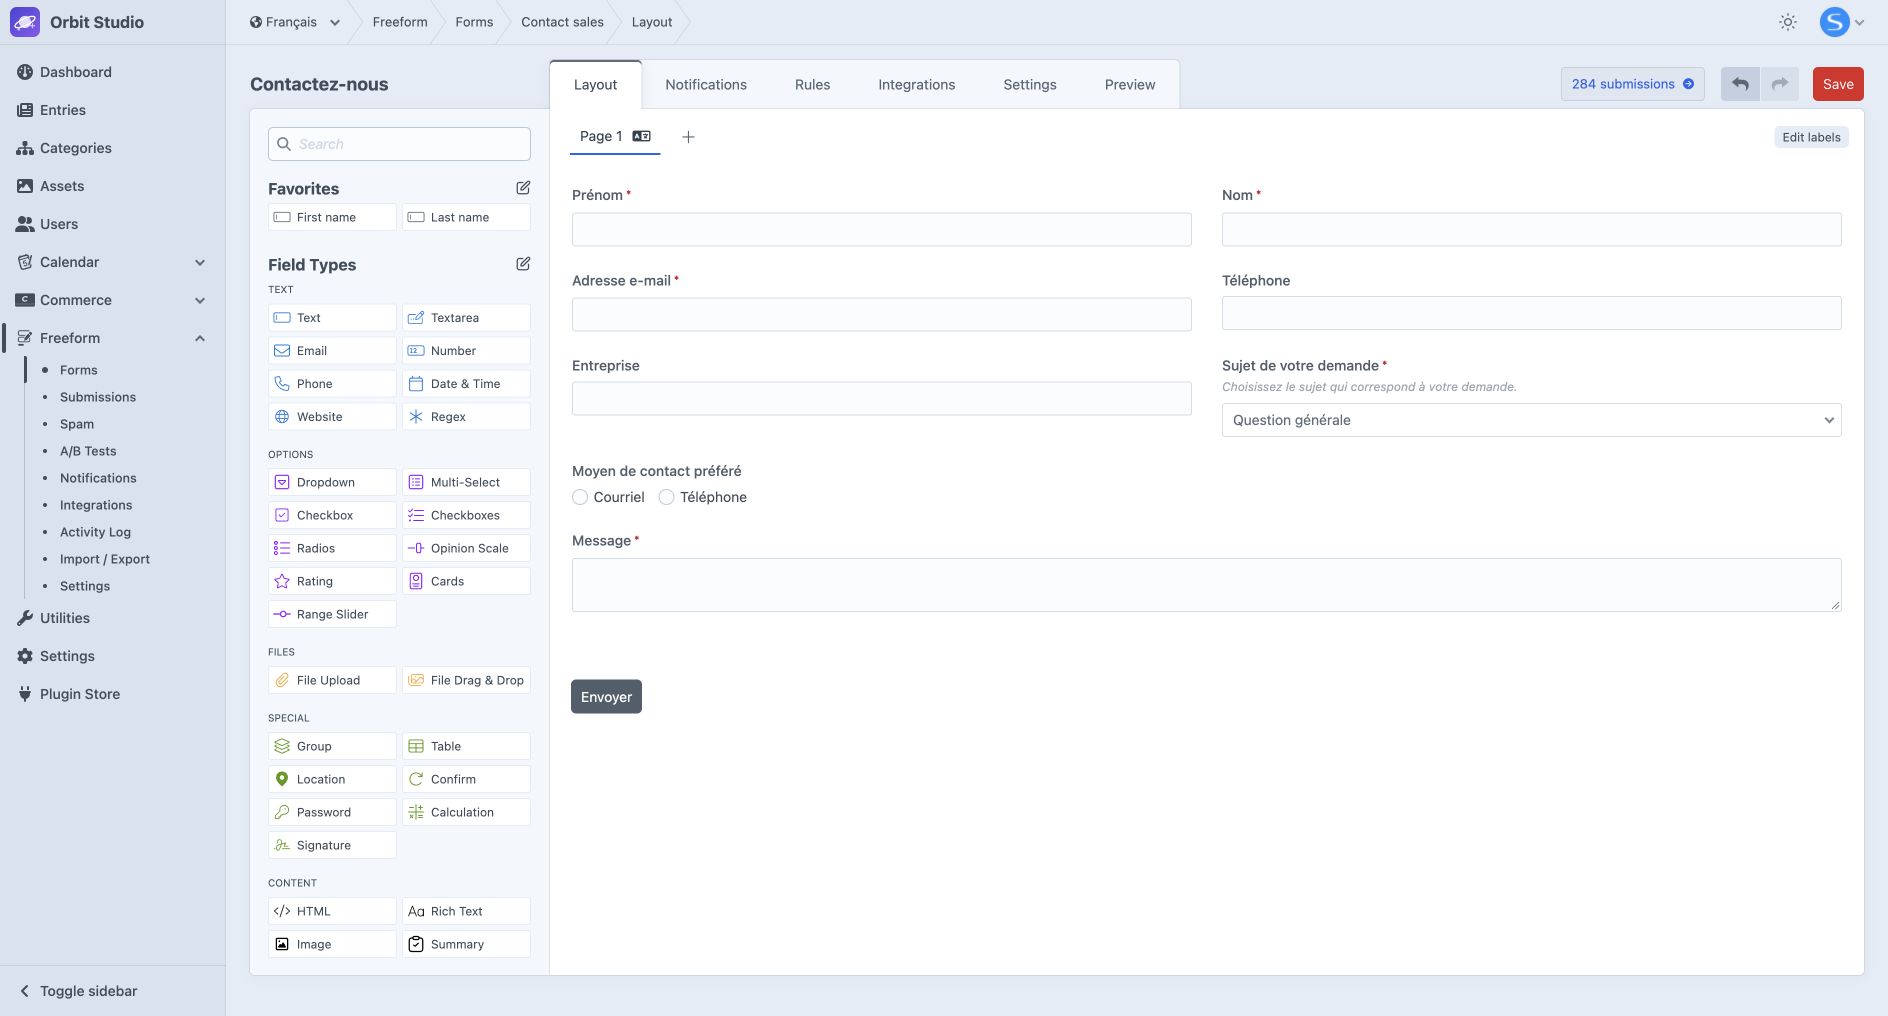 Orbit Studio
Français
Freeform
Forms
Contact sales
Layout
S
Dashboard
Entries
Categories
Assets
Users
Calendar
Commerce
Freeform
Forms
Submissions
Spam
A/B Tests
Notifications
Integrations
Activity Log
Import / Export
Settings
Utilities
Settings
Plugin Store
Toggle sidebar
Contactez-nous
Layout
Notifications
Rules
Integrations
Settings
Preview
284 submissions
Save
Search
Favorites
First name
Last name
Field Types
TEXT
Text
Textarea
Email
Number
Phone
Date & Time
Website
Regex
OPTIONS
Dropdown
Multi-Select
Checkbox
Checkboxes
Radios
Opinion Scale
Rating
Cards
Range Slider
FILES
File Upload
File Drag & Drop
SPECIAL
Group
Table
Location
Confirm
Password
Calculation
Signature
CONTENT
HTML
Rich Text
Image
Summary
Page 1
Edit labels
Prénom *
Nom *
Adresse e-mail *
Téléphone
Entreprise
Sujet de votre demande *
Choisissez le sujet qui correspond à votre demande.
Question générale
Moyen de contact préféré
Courriel
Téléphone
Message *
Envoyer